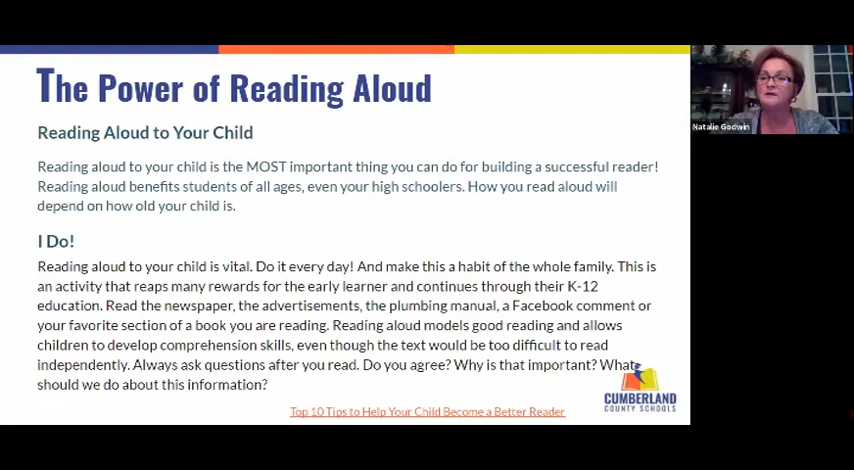 The Power of Reading Aloud
Reading Aloud to Your Child
Reading aloud to your child is the MOST important thing you can do for building a successful reader!
Reading aloud benefits students of all ages, even your high schoolers. How you read aloud will
depend on how old your child is.
I Do!
Reading aloud to your child is vital. Do it every day! And make this a habit of the whole family. This is
an activity that reaps many rewards for the early learner and continues through their K-12
education. Read the newspaper, the advertisements, the plumbing manual, a Facebook comment or
your favorite section of a book you are reading. Reading aloud models good reading and allows
children to develop comprehension skills, even though the text would be too difficult to read
independently. Always ask questions after you read. Do you agree? Why is that important? What
should we do about this information?
Top 10 Tips to Help Your Child Become a Better Reader
CUMBERLAND
COUNTY SCHOOLS
Natalie Godwin